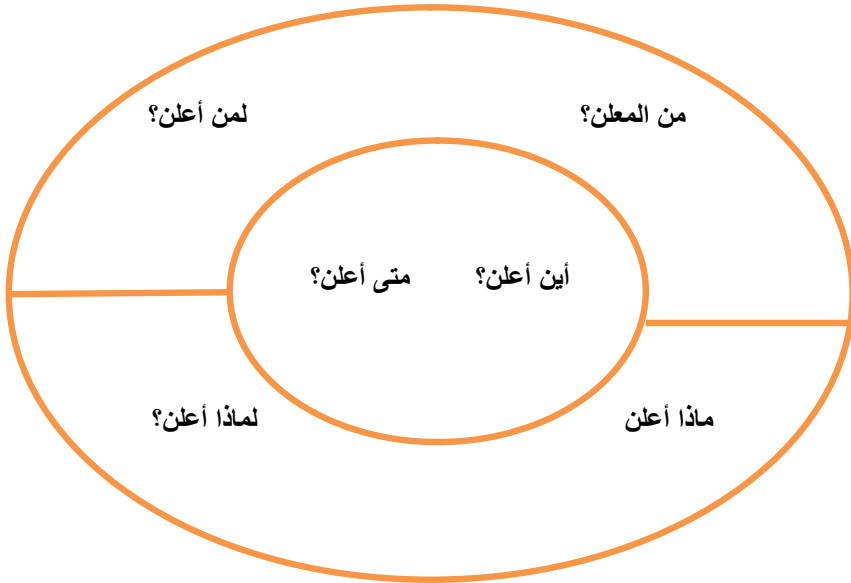 من المعلن؟
لمن أعلن؟
أين أعلن؟
متى أعلن؟
ماذا أعلن
لماذا أعلن؟